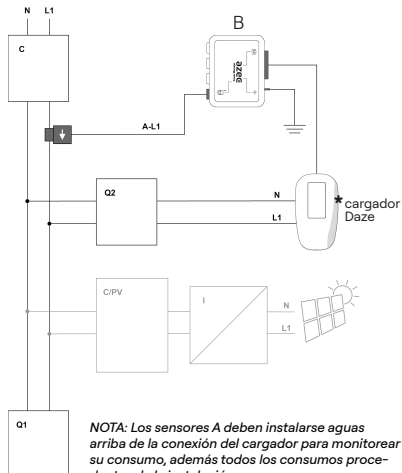 N L1
C
B
azeD
A-L1
Q2
N
L1
cargador
Daze
C/PV
I
N
L1
Q1
NOTA: Los sensores A deben instalarse aguas
arriba de la conexión del cargador para monitorear
su consumo, además todos los consumos proce-